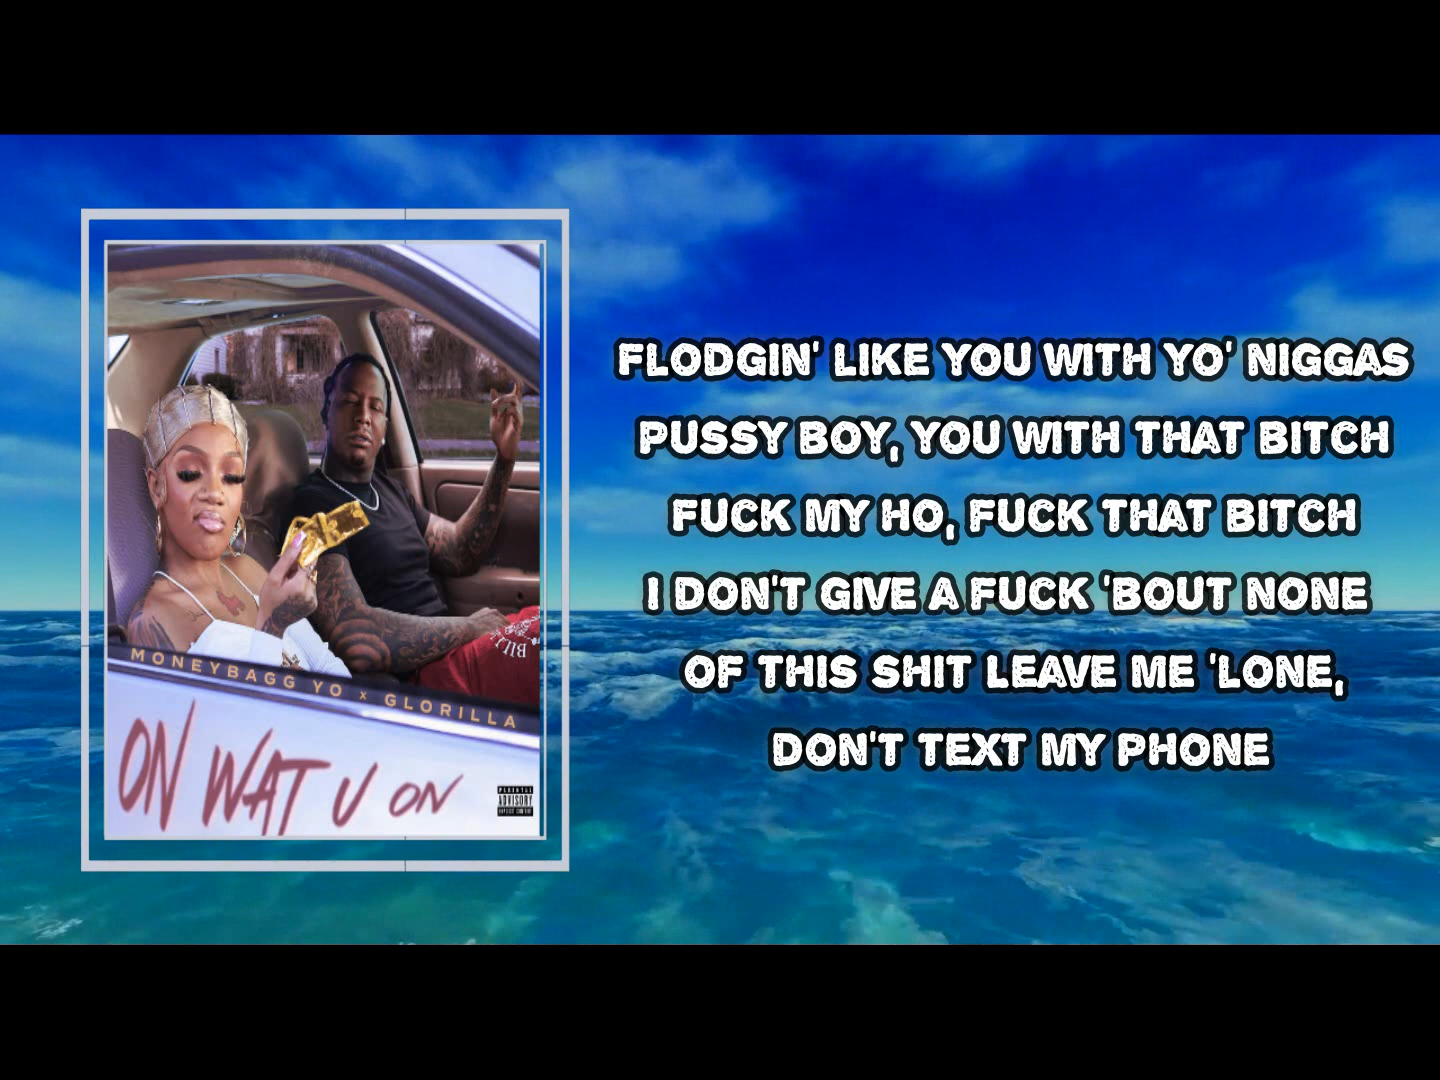 FLODGIN' LIKE YOU WITH YO' NIGGAS
PUSSY BOY, YOU WITH THAT BITCH
FUCK MY HO, FUCK THAT BITCH
I DON'T GIVE A FUCK 'BOUT NONE
OF THIS SHIT LEAVE ME 'LONE,
DON'T TEXT MY PHONE
MONEYBAGG YO x GLORILLA
ON WAT U ON
PARENTAL
ADVISORY